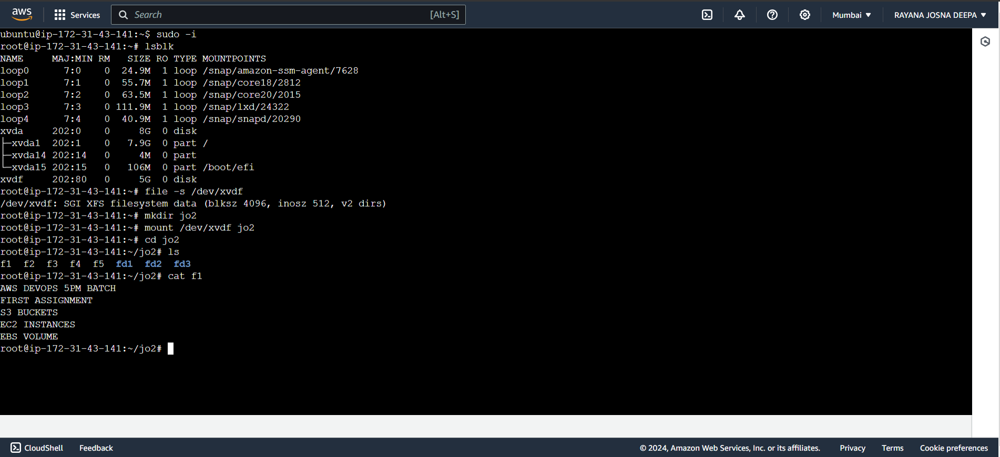 aws Services Search [Alt+S] Mumbai RAYANA JOSNA DEEPA
ubuntu@ip-172-31-43-141:~$ sudo -i
root@ip-172-31-43-141:~# lsblk
NAME     MAJ:MIN RM   SIZE RO TYPE MOUNTPOINTS
loop0      7:0    0  24.9M  1 loop /snap/amazon-ssm-agent/7628
loop1      7:1    0  55.7M  1 loop /snap/core18/2812
loop2      7:2    0  63.5M  1 loop /snap/core20/2015
loop3      7:3    0 111.9M  1 loop /snap/lxd/24322
loop4      7:4    0  40.9M  1 loop /snap/snapd/20290
xvda     202:0    0     8G  0 disk
├─xvda1  202:1    0   7.9G  0 part /
├─xvda14 202:14   0     4M  0 part
└─xvda15 202:15   0   106M  0 part /boot/efi
xvdf     202:80   0     5G  0 disk
root@ip-172-31-43-141:~# file -s /dev/xvdf
/dev/xvdf: SGI XFS filesystem data (blksz 4096, inosz 512, v2 dirs)
root@ip-172-31-43-141:~# mkdir jo2
root@ip-172-31-43-141:~# mount /dev/xvdf jo2
root@ip-172-31-43-141:~# cd jo2
root@ip-172-31-43-141:~/jo2# ls
f1  f2  f3  f4  f5  fd1  fd2  fd3
root@ip-172-31-43-141:~/jo2# cat f1
AWS DEVOPS 5PM BATCH
FIRST ASSIGNMENT
S3 BUCKETS
EC2 INSTANCES
EBS VOLUME
root@ip-172-31-43-141:~/jo2#
CloudShell Feedback © 2024, Amazon Web Services, Inc. or its affiliates. Privacy Terms Cookie preferences